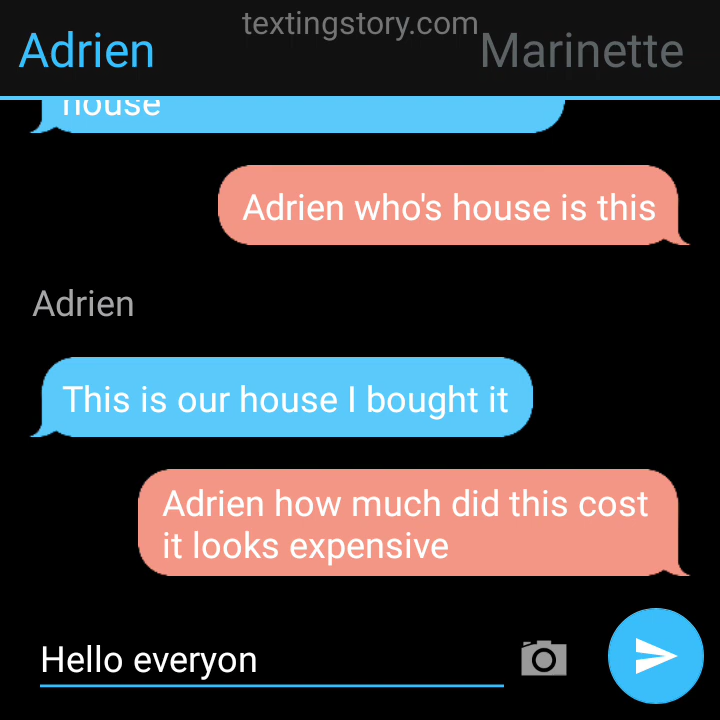 textingstory.com
Adrien
Marinette
house
Adrien who's house is this
Adrien
This is our house I bought it
Adrien how much did this cost
it looks expensive
Hello everyon